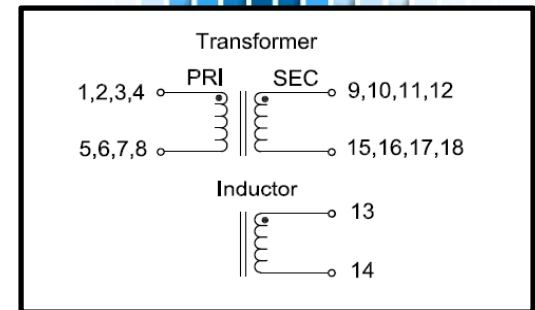 Transformer
PRI SEC
1,2,3,4 9,10,11,12
5,6,7,8 15,16,17,18
Inductor
13
14